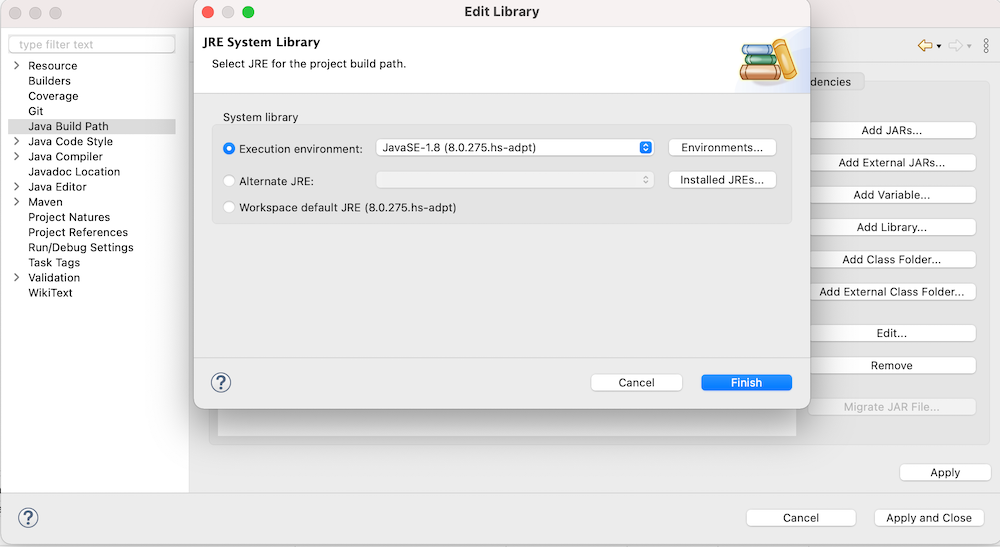 Edit Library
JRE System Library
Select JRE for the project build path.
System library
Execution environment: JavaSE-1.8 (8.0.275.hs-adpt) Environments...
Alternate JRE: Installed JREs...
Workspace default JRE (8.0.275.hs-adpt)
? Cancel Finish
type filter text
Resource
Builders
Coverage
Git
Java Build Path
Java Code Style
Java Compiler
Javadoc Location
Java Editor
Maven
Project Natures
Project References
Run/Debug Settings
Task Tags
Validation
WikiText
dencies
Add JARs...
Add External JARs...
Add Variable...
Add Library...
Add Class Folder...
Add External Class Folder...
Edit...
Remove
Migrate JAR File...
Apply
? Cancel Apply and Close